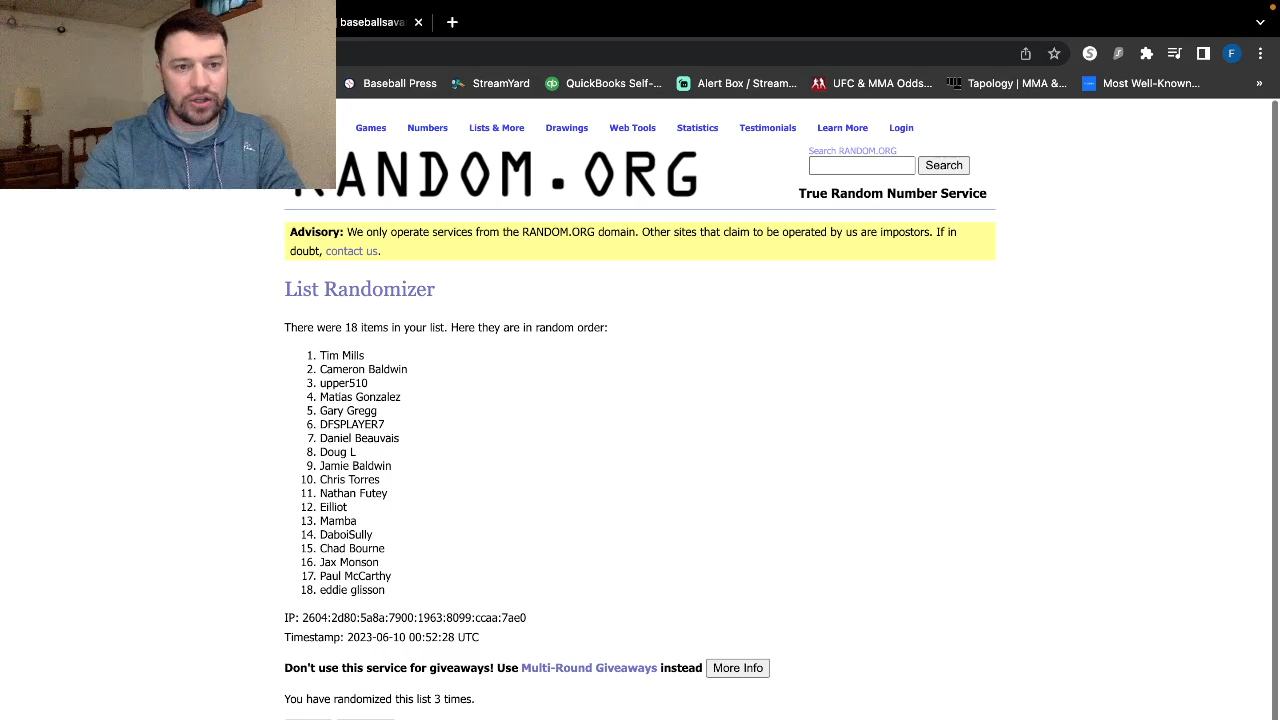 baseballsava
Baseball Press StreamYard QuickBooks Self-... Alert Box / Stream... UFC & MMA Odds... Tapology | MMA &... Most Well-Known... »
Games Numbers Lists & More Drawings Web Tools Statistics Testimonials Learn More Login
Search RANDOM.ORG
Search
RANDOM.ORG
True Random Number Service
Advisory: We only operate services from the RANDOM.ORG domain. Other sites that claim to be operated by us are impostors. If in
doubt, contact us.
List Randomizer
There were 18 items in your list. Here they are in random order:
1. Tim Mills
2. Cameron Baldwin
3. upper510
4. Matias Gonzalez
5. Gary Gregg
6. DFSPLAYER7
7. Daniel Beauvais
8. Doug L
9. Jamie Baldwin
10. Chris Torres
11. Nathan Futey
12. Eilliot
13. Mamba
14. DaboiSully
15. Chad Bourne
16. Jax Monson
17. Paul McCarthy
18. eddie glisson
IP: 2604:2d80:5a8a:7900:1963:8099:ccaa:7ae0
Timestamp: 2023-06-10 00:52:28 UTC
Don't use this service for giveaways! Use Multi-Round Giveaways instead More Info
You have randomized this list 3 times.